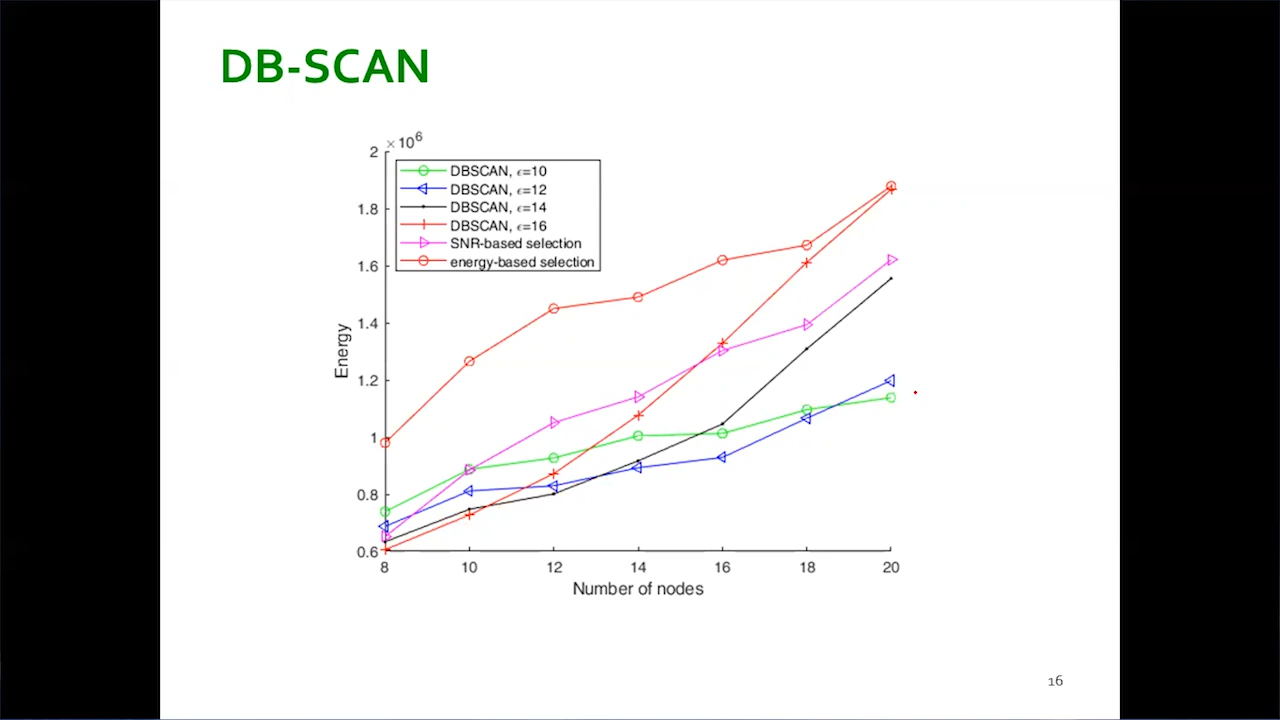 DB-SCAN
×10⁶
2
1.8
1.6
1.4
1.2
1
0.8
0.6
Energy
DBSCAN, ϵ=10
DBSCAN, ϵ=12
DBSCAN, ϵ=14
DBSCAN, ϵ=16
SNR-based selection
energy-based selection
8 10 12 14 16 18 20
Number of nodes
16